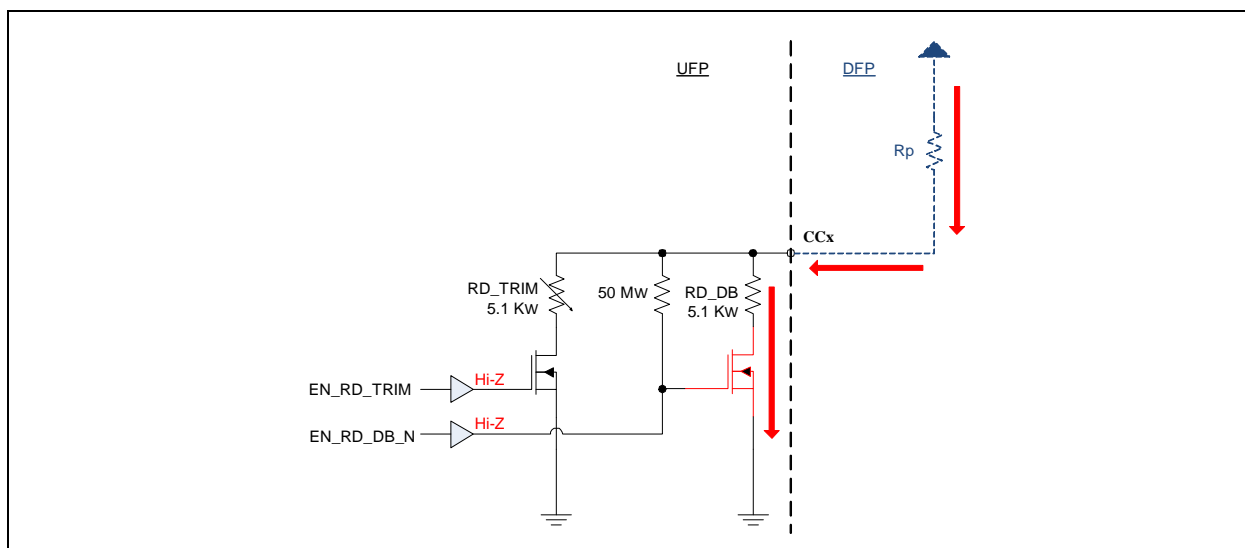 UFP
DFP
Rp
CCx
RD_TRIM
5.1 Kw
50 Mw
RD_DB
5.1 Kw
EN_RD_TRIM
Hi-Z
EN_RD_DB_N
Hi-Z